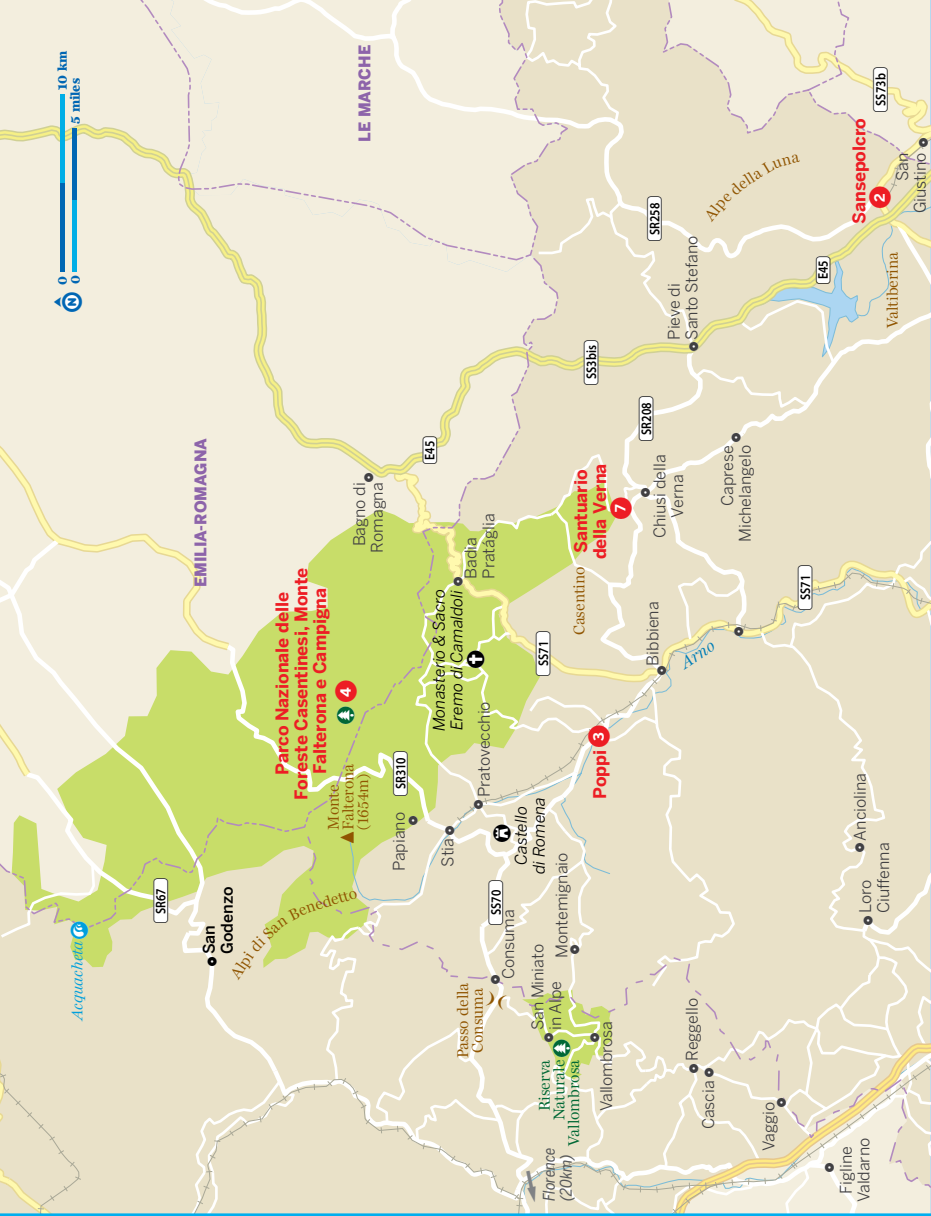 0
10 km
N
0
5 miles
LE MARCHE
EMILIA-ROMAGNA
Acquacheta
SR67
San
Godenzo
Alpi di San Benedetto
Parco Nazionale delle
Foreste Casentinesi, Monte
Falterona e Campigna
4
Monte
Falterona
(1654m)
Papiano
SR310
Stia
Pratovecchio
Monasterio & Sacro
Eremo di Camaldoli
Badia
Pratáglia
Bagno di
Romagna
E45
SS3bis
Pieve di
Santo Stefano
SR258
Alpe della Luna
SS73b
Sansepolcro
2
San
Giustino
E45
Valtiberina
SR208
Santuario
della Verna
7
Chiusi della
Verna
Caprese
Michelangelo
Casentino
SS71
Bibbiena
Arno
SS71
Poppi 3
Castello
di Romena
SS70
Consuma
Passo della
Consuma
Montemignaio
San Miniato
in Alpe
Riserva
Naturale
Vallombrosa
Vallombrosa
Florence
(20km)
Reggello
Cascia
Vaggio
Figline
Valdarno
Loro
Ciuffenna
Anciolina